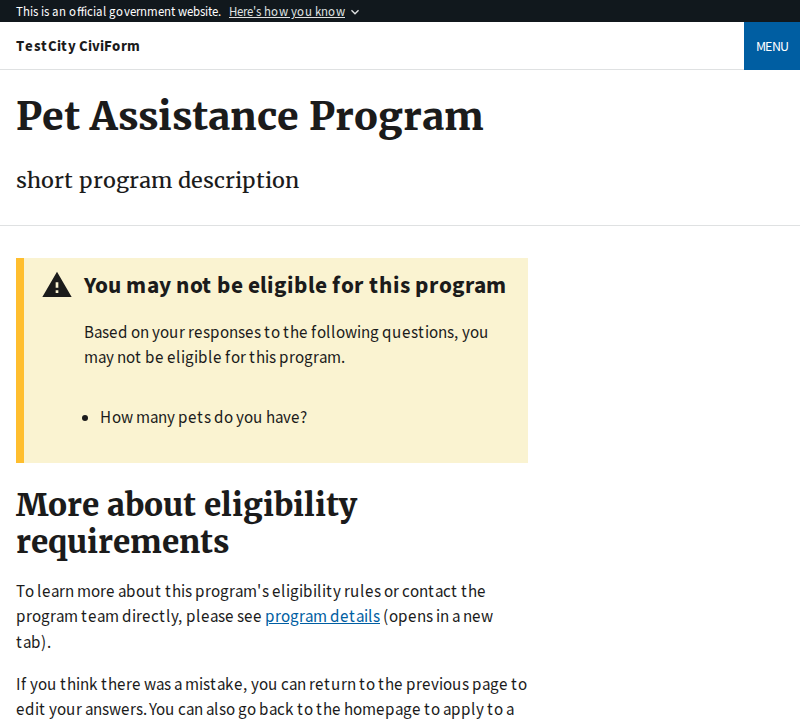 This is an official government website. Here's how you know
TestCity CiviForm
MENU
Pet Assistance Program
short program description
You may not be eligible for this program
Based on your responses to the following questions, you
may not be eligible for this program.
How many pets do you have?
More about eligibility
requirements
To learn more about this program's eligibility rules or contact the
program team directly, please see program details (opens in a new
tab).
If you think there was a mistake, you can return to the previous page to
edit your answers. You can also go back to the homepage to apply to a